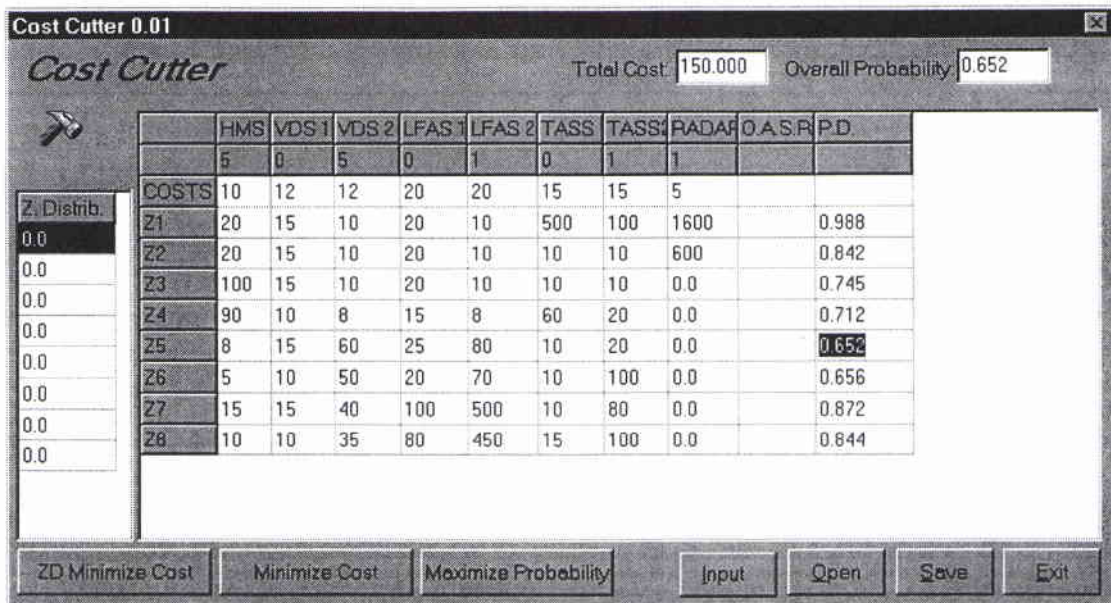 Cost Cutter 0.01
Cost Cutter
Total Cost: 150.000 Overall Probability: 0.652
HMS VDS 1 VDS 2 LFAS 1 LFAS 2 TASS TASS2 RADAR O.A.S.R P.D.
5 0 5 0 1 0 1 1
COSTS 10 12 12 20 20 15 15 5
Z1 20 15 10 20 10 500 100 1600 0.988
Z2 20 15 10 20 10 10 10 600 0.842
Z3 100 15 10 20 10 10 10 0.0 0.745
Z4 90 10 8 15 8 60 20 0.0 0.712
Z5 8 15 60 25 80 10 20 0.0 0.652
Z6 5 10 50 20 70 10 100 0.0 0.656
Z7 15 15 40 100 500 10 80 0.0 0.872
Z8 10 10 35 80 450 15 100 0.0 0.844
Z. Distrib.
0.0
0.0
0.0
0.0
0.0
0.0
0.0
0.0
ZD Minimize Cost Minimize Cost Maximize Probability Input Open Save Exit